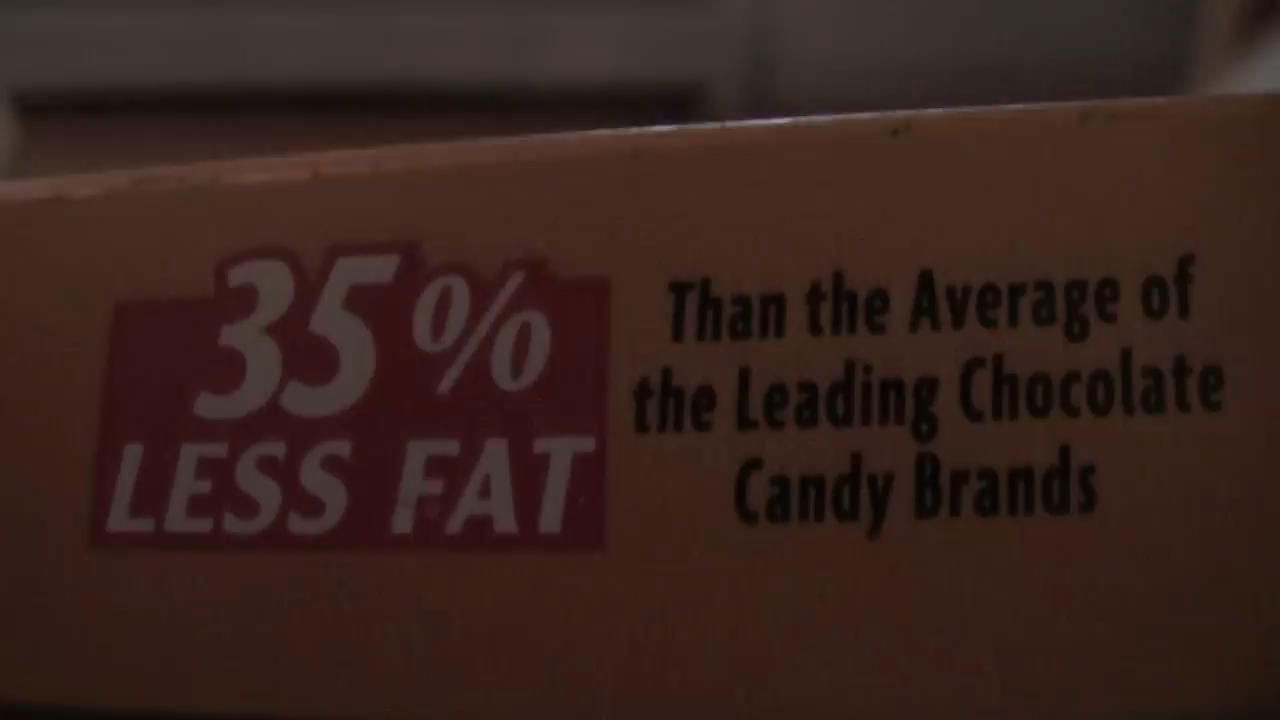 35%
LESS FAT
Than the Average of
the Leading Chocolate
Candy Brands